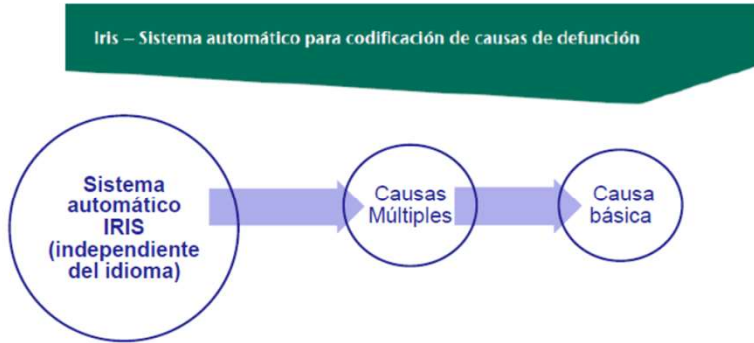 Iris – Sistema automático para codificación de causas de defunción
Sistema
automático
IRIS
(independiente
del idioma)
Causas
Múltiples
Causa
básica